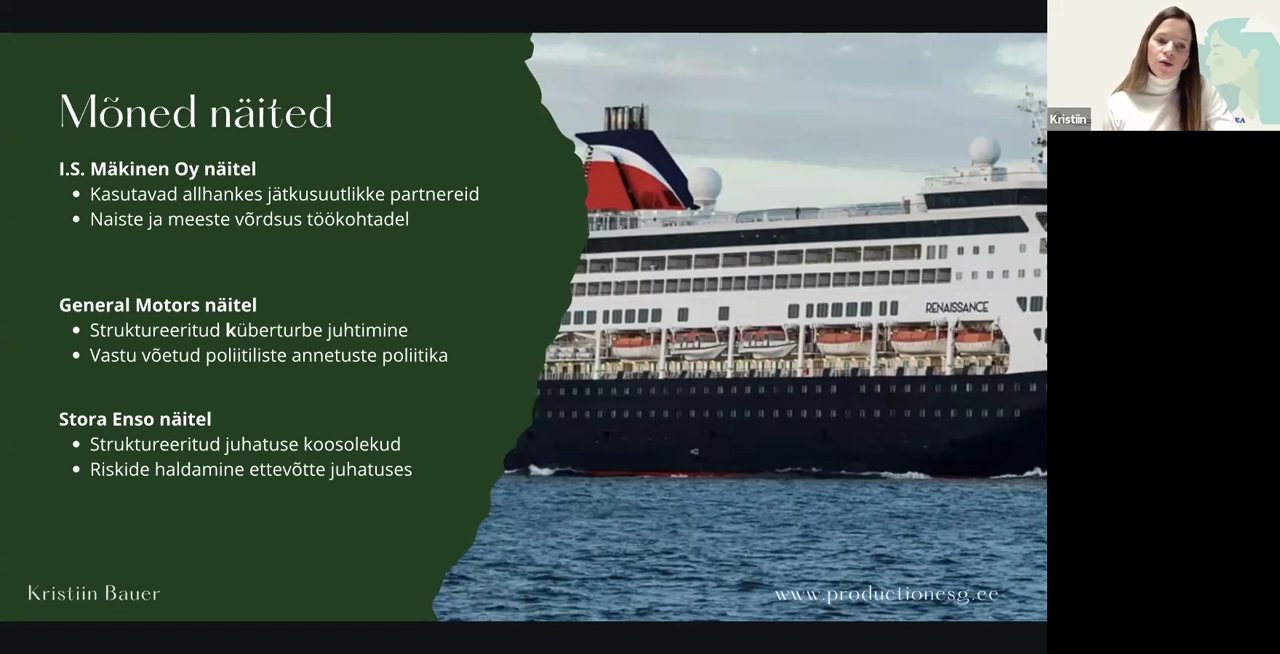 Mõned näited
I.S. Mäkinen Oy näitel
Kasutavad allhankes jätkusuutlikke partnereid
Naiste ja meeste võrdsus töökohtadel
General Motors näitel
Struktureeritud küberturbe juhtimine
Vastu võetud poliitiliste annetuste poliitika
Stora Enso näitel
Struktureeritud juhatuse koosolekud
Riskide haldamine ettevõtte juhatuses
Kristiin Bauer
RENAISSANCE
www.productionesg.ee
Kristiin